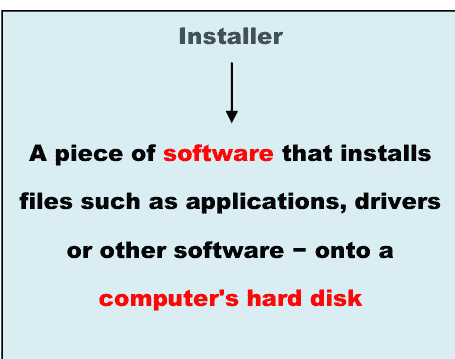 Installer
A piece of software that installs
files such as applications, drivers
or other software − onto a
computer's hard disk